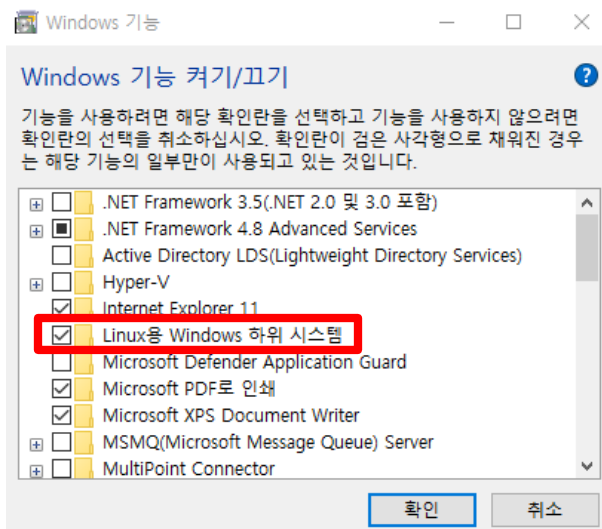 Windows 기능
Windows 기능 켜기/끄기
기능을 사용하려면 해당 확인란을 선택하고 기능을 사용하지 않으려면
확인란의 선택을 취소하십시오. 확인란이 검은 사각형으로 채워진 경우
는 해당 기능의 일부만이 사용되고 있는 것입니다.
.NET Framework 3.5(.NET 2.0 및 3.0 포함)
.NET Framework 4.8 Advanced Services
Active Directory LDS(Lightweight Directory Services)
Hyper-V
Internet Explorer 11
Linux용 Windows 하위 시스템
Microsoft Defender Application Guard
Microsoft PDF로 인쇄
Microsoft XPS Document Writer
MSMQ(Microsoft Message Queue) Server
MultiPoint Connector
확인 취소